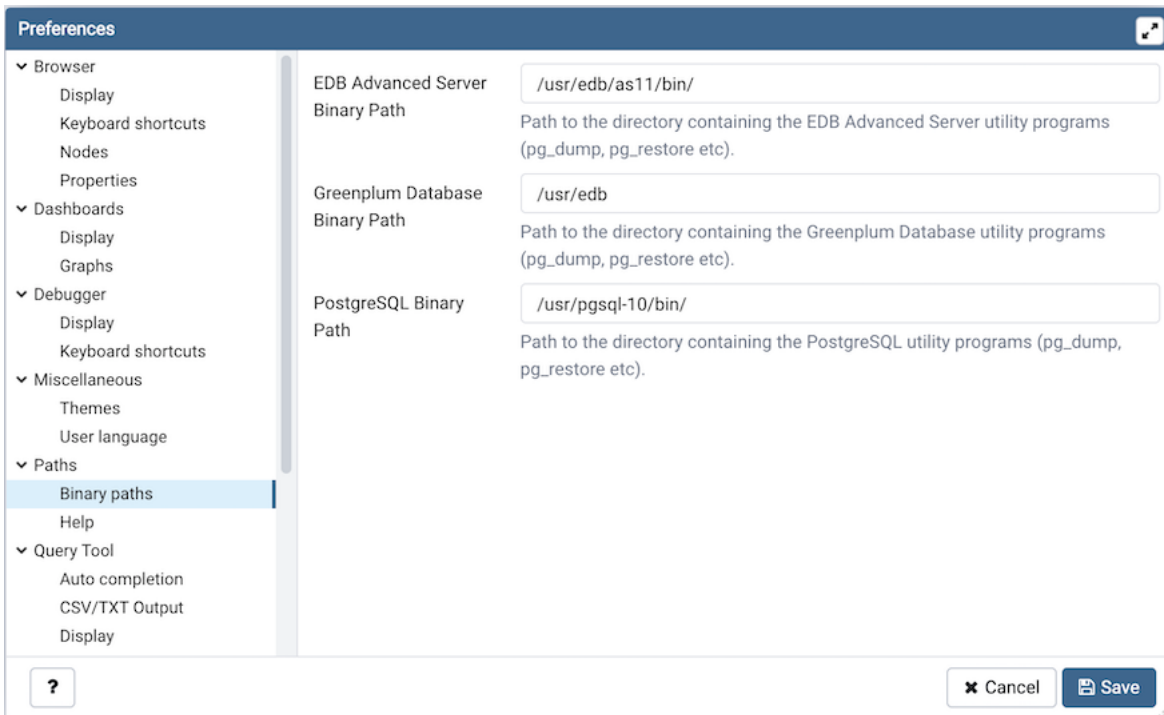 Preferences
Browser
Display
Keyboard shortcuts
Nodes
Properties
Dashboards
Display
Graphs
Debugger
Display
Keyboard shortcuts
Miscellaneous
Themes
User language
Paths
Binary paths
Help
Query Tool
Auto completion
CSV/TXT Output
Display
EDB Advanced Server
Binary Path
/usr/edb/as11/bin/
Path to the directory containing the EDB Advanced Server utility programs
(pg_dump, pg_restore etc).
Greenplum Database
Binary Path
/usr/edb
Path to the directory containing the Greenplum Database utility programs
(pg_dump, pg_restore etc).
PostgreSQL Binary
Path
/usr/pgsql-10/bin/
Path to the directory containing the PostgreSQL utility programs (pg_dump,
pg_restore etc).
?
Cancel
Save